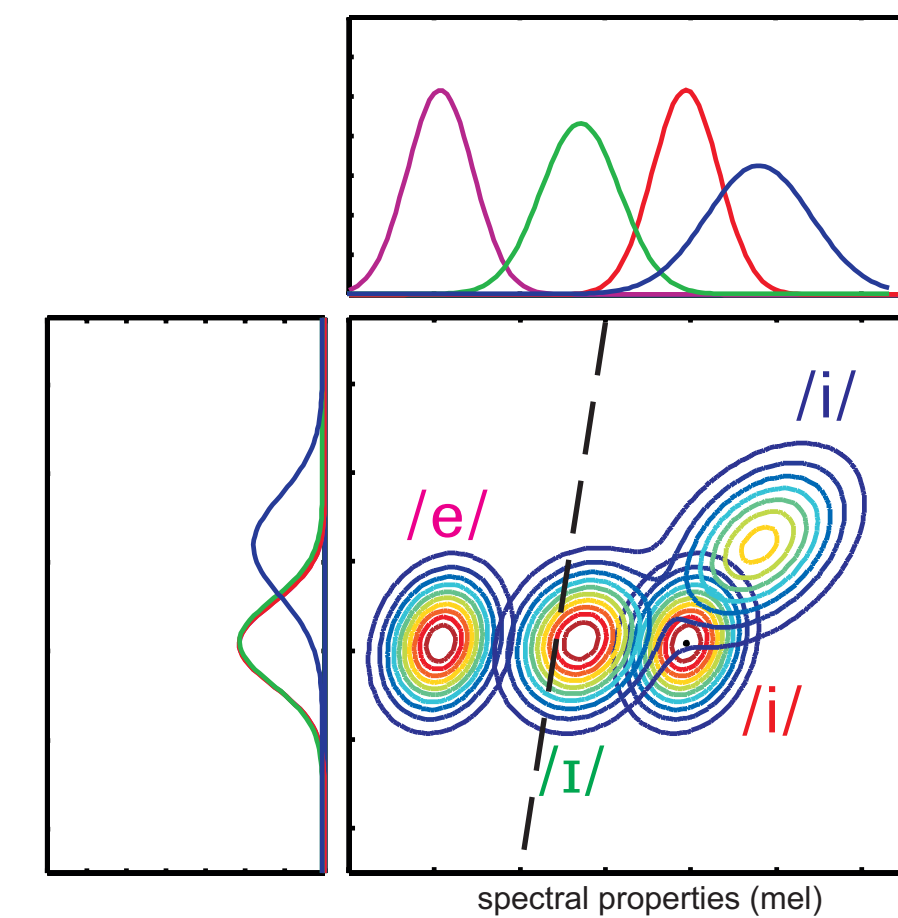 /i/
/e/
/i/
/ɪ/
spectral properties (mel)